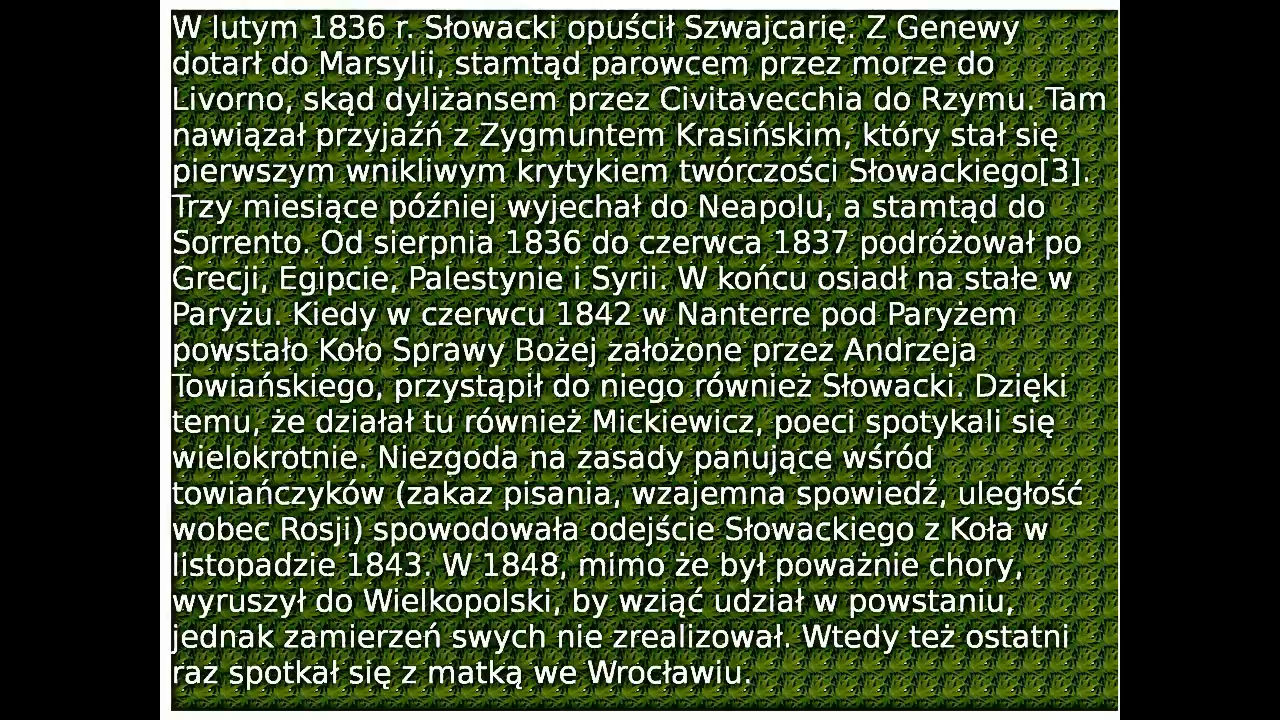 W lutym 1836 r. Słowacki opuścił Szwajcarię. Z Genewy
dotarł do Marsylii, stamtąd parowcem przez morze do
Livorno, skąd dyliżansem przez Civitavecchia do Rzymu. Tam
nawiązał przyjaźń z Zygmuntem Krasińskim, który stał się
pierwszym wnikliwym krytykiem twórczości Słowackiego[3].
Trzy miesiące później wyjechał do Neapolu, a stamtąd do
Sorrento. Od sierpnia 1836 do czerwca 1837 podróżował po
Grecji, Egipcie, Palestynie i Syrii. W końcu osiadł na stałe w
Paryżu. Kiedy w czerwcu 1842 w Nanterre pod Paryżem
powstało Koło Sprawy Bożej założone przez Andrzeja
Towiańskiego, przystąpił do niego również Słowacki. Dzięki
temu, że działał tu również Mickiewicz, poeci spotykali się
wielokrotnie. Niezgoda na zasady panujące wśród
towiańczyków (zakaz pisania, wzajemna spowiedź, uległość
wobec Rosji) spowodowała odejście Słowackiego z Koła w
listopadzie 1843. W 1848, mimo że był poważnie chory,
wyruszył do Wielkopolski, by wziąć udział w powstaniu,
jednak zamierzeń swych nie zrealizował. Wtedy też ostatni
raz spotkał się z matką we Wrocławiu.